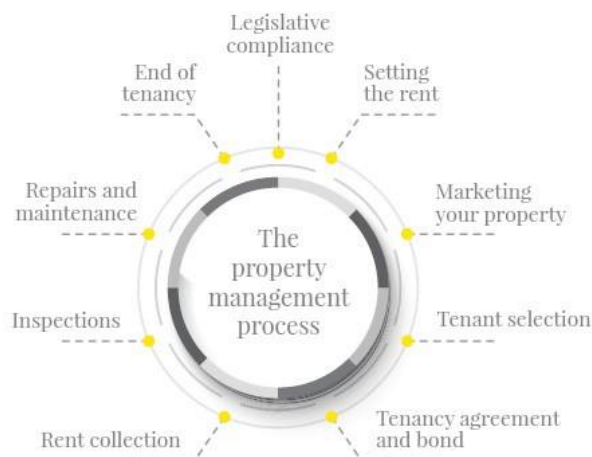 Legislative
compliance
Setting
the rent
Marketing
your property
Tenant selection
Tenancy agreement
and bond
Rent collection
Inspections
Repairs and
maintenance
End of
tenancy
The
property
management
process